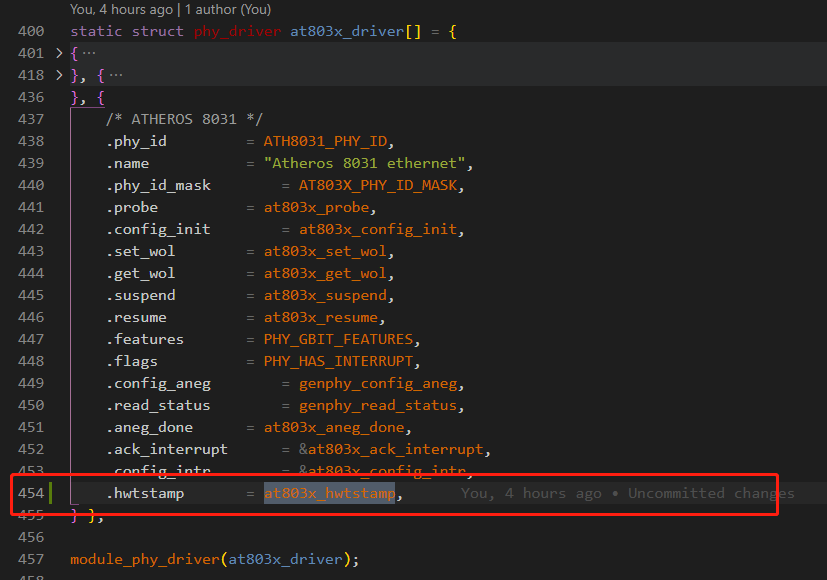 You, 4 hours ago | 1 author (You)
400 static struct phy_driver at803x_driver[] = {
401 > { ···
418 > }, { ···
436 }, {
437 /* ATHEROS 8031 */
438 .phy_id = ATH8031_PHY_ID,
439 .name = "Atheros 8031 ethernet",
440 .phy_id_mask = AT803X_PHY_ID_MASK,
441 .probe = at803x_probe,
442 .config_init = at803x_config_init,
443 .set_wol = at803x_set_wol,
444 .get_wol = at803x_get_wol,
445 .suspend = at803x_suspend,
446 .resume = at803x_resume,
447 .features = PHY_GBIT_FEATURES,
448 .flags = PHY_HAS_INTERRUPT,
449 .config_aneg = genphy_config_aneg,
450 .read_status = genphy_read_status,
451 .aneg_done = at803x_aneg_done,
452 .ack_interrupt = &at803x_ack_interrupt,
453 .config_intr = &at803x_config_intr,
454 .hwtstamp = at803x_hwtstamp, You, 4 hours ago • Uncommitted changes
455 } };
456
457 module_phy_driver(at803x_driver);
458